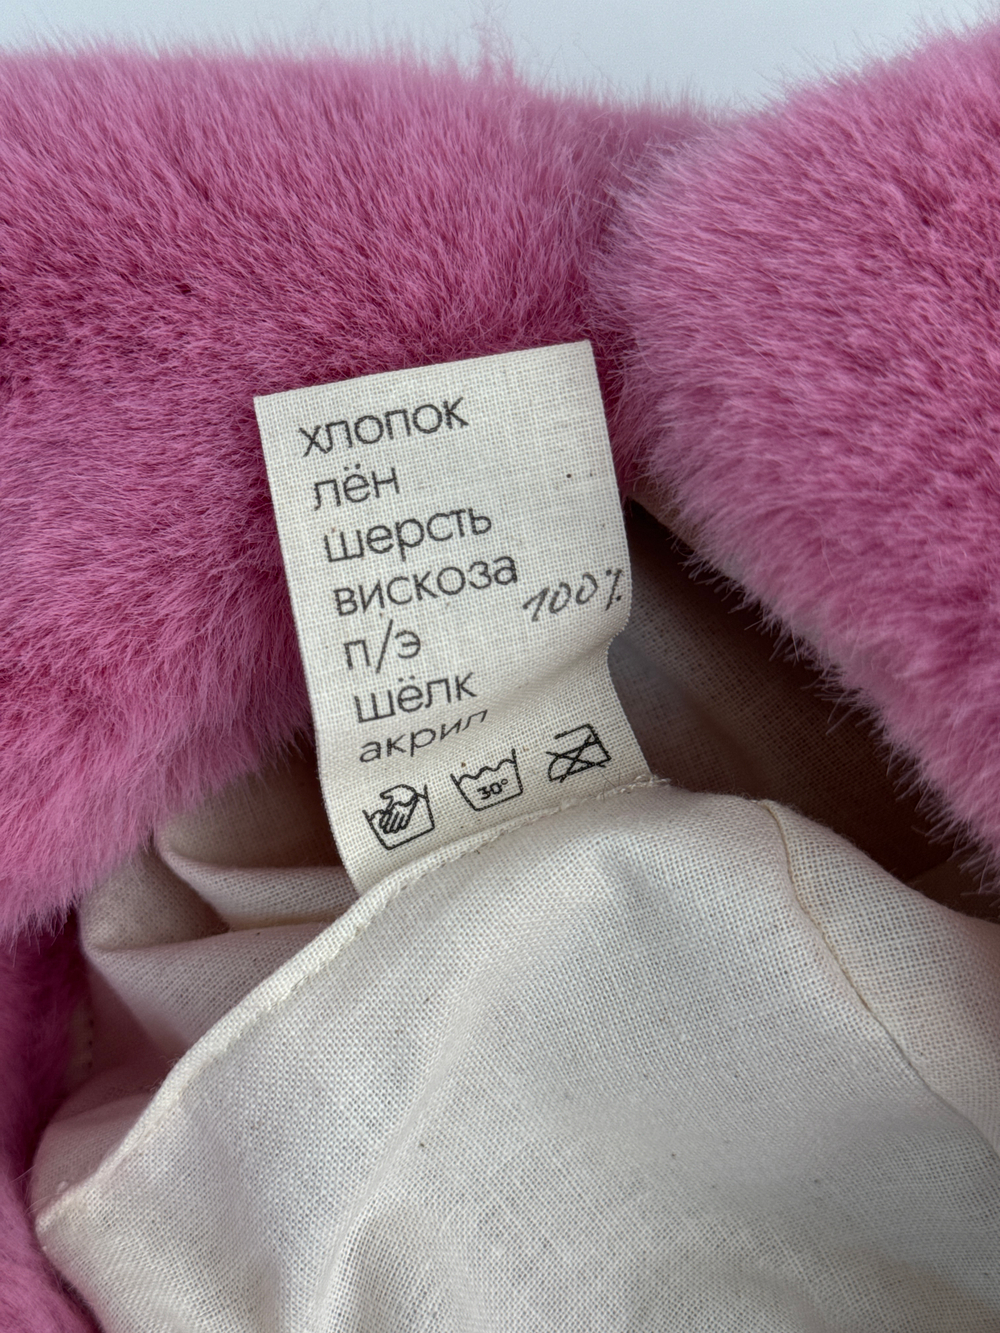 хлопок
лён
шерсть
вискоза
п/э 100%
шёлк
акрил
30°